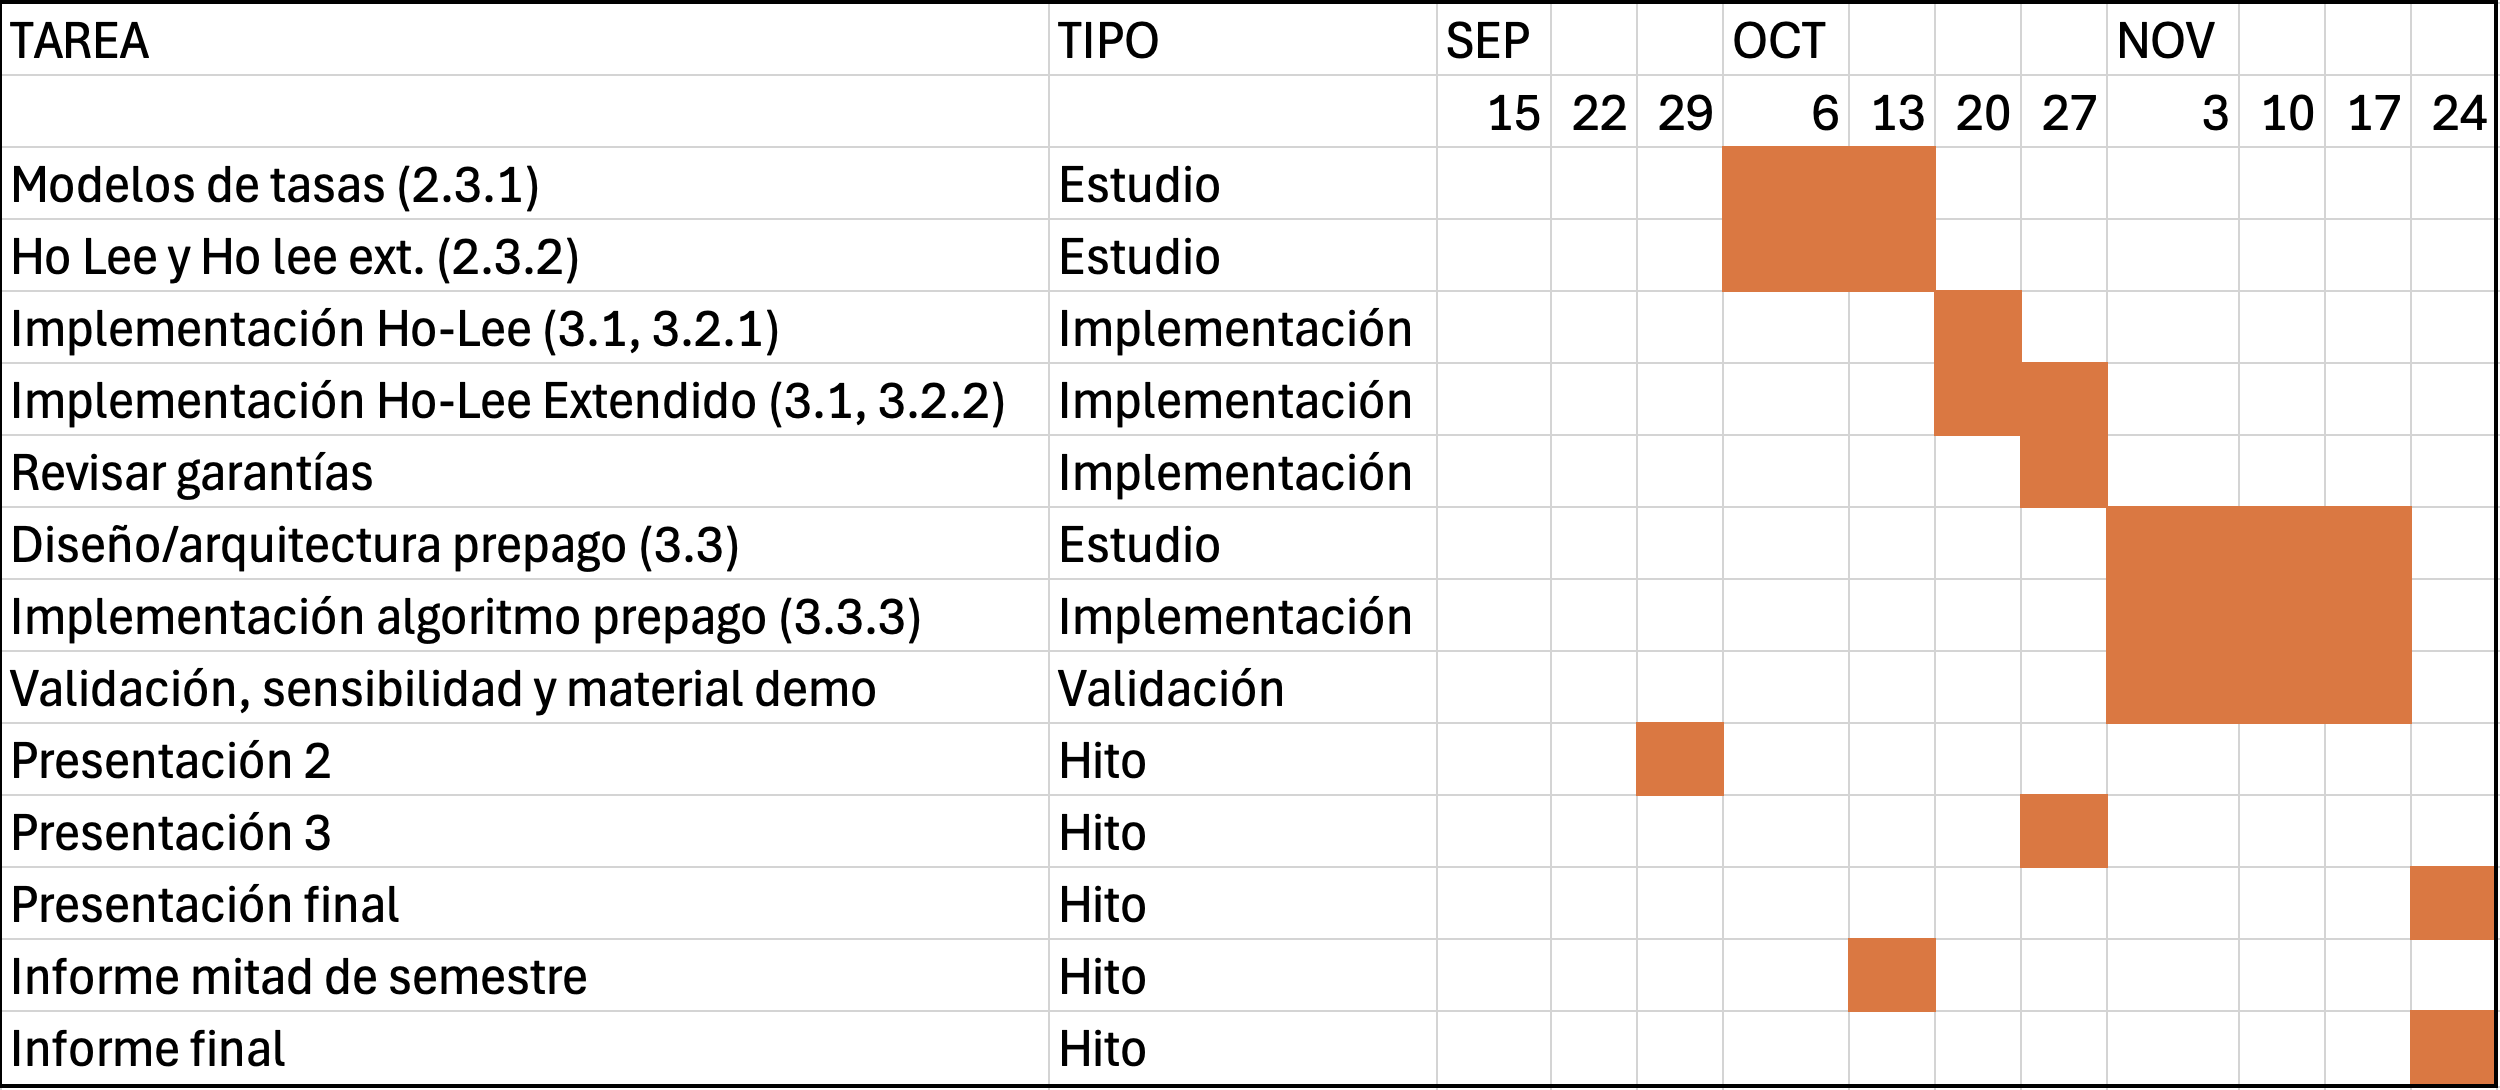 TAREA TIPO SEP OCT NOV
15 22 29 6 13 20 27 3 10 17 24
Modelos de tasas (2.3.1) Estudio
Ho Lee y Ho lee ext. (2.3.2) Estudio
Implementación Ho-Lee (3.1, 3.2.1) Implementación
Implementación Ho-Lee Extendido (3.1, 3.2.2) Implementación
Revisar garantías Implementación
Diseño/arquitectura prepago (3.3) Estudio
Implementación algoritmo prepago (3.3.3) Implementación
Validación, sensibilidad y material demo Validación
Presentación 2 Hito
Presentación 3 Hito
Presentación final Hito
Informe mitad de semestre Hito
Informe final Hito